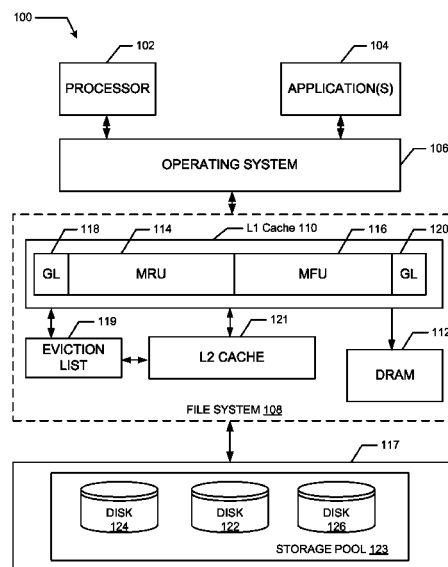 100
102
104
PROCESSOR
APPLICATION(S)
106
OPERATING SYSTEM
118
114
L1 Cache 110
116
120
GL
MRU
MFU
GL
119
121
112
EVICTION
LIST
L2 CACHE
DRAM
FILE SYSTEM 108
117
DISK
124
DISK
122
DISK
126
STORAGE POOL 123